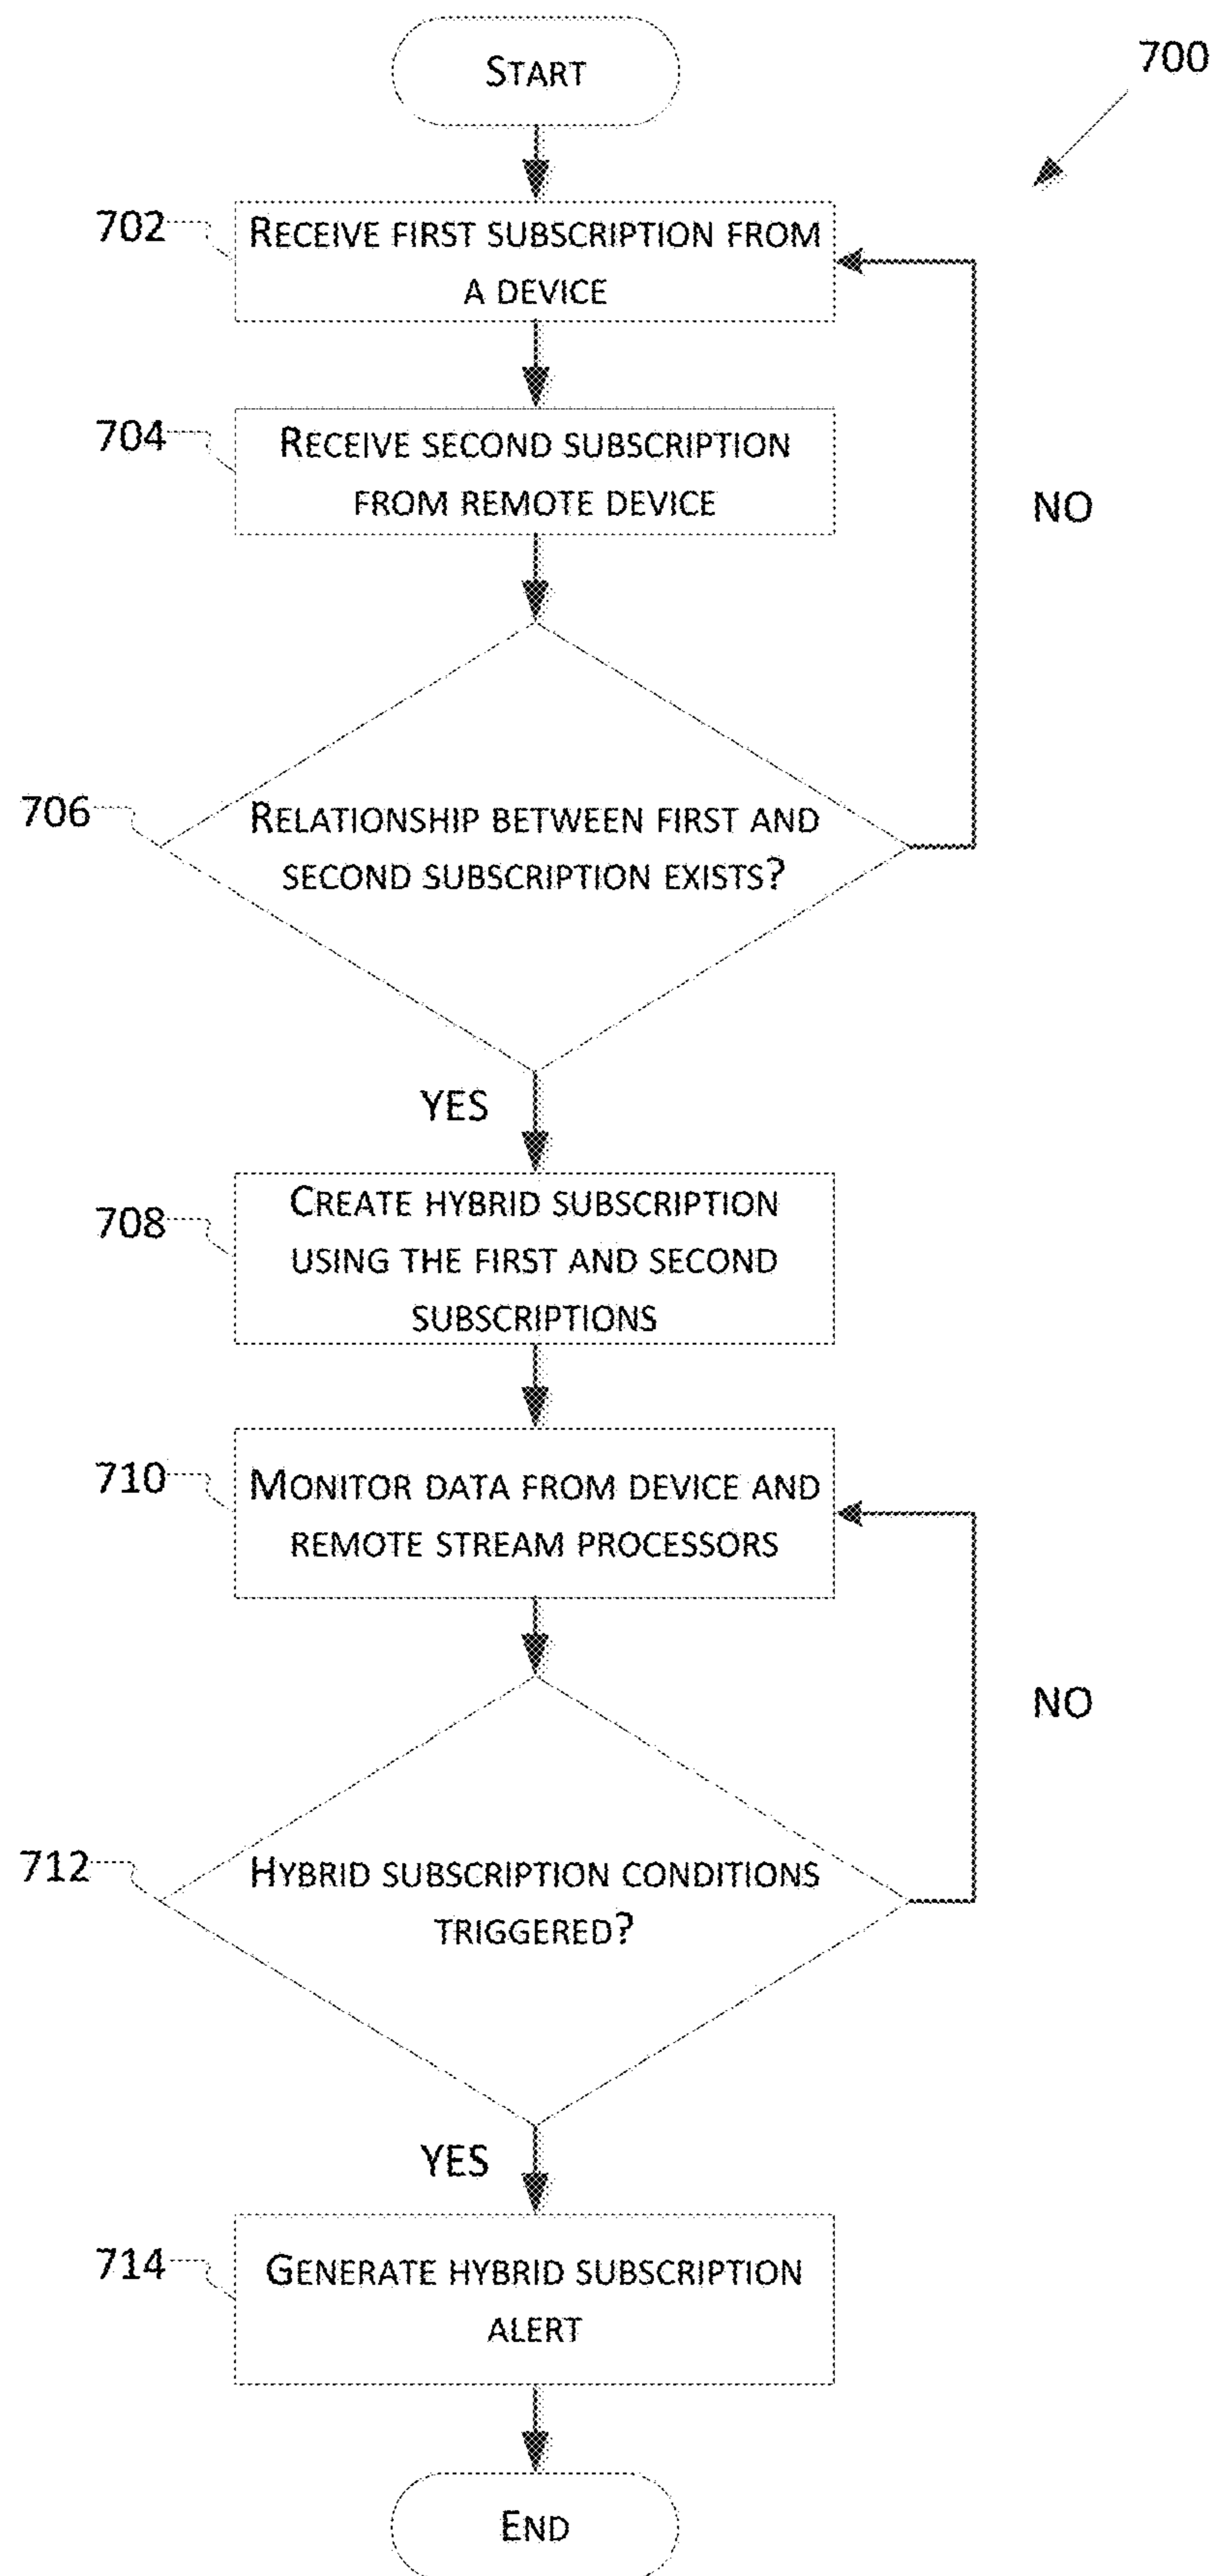 START
700
702
RECEIVE FIRST SUBSCRIPTION FROM
A DEVICE
704
RECEIVE SECOND SUBSCRIPTION
FROM REMOTE DEVICE
NO
706
RELATIONSHIP BETWEEN FIRST AND
SECOND SUBSCRIPTION EXISTS?
YES
708
CREATE HYBRID SUBSCRIPTION
USING THE FIRST AND SECOND
SUBSCRIPTIONS
710
MONITOR DATA FROM DEVICE AND
REMOTE STREAM PROCESSORS
NO
712
HYBRID SUBSCRIPTION CONDITIONS
TRIGGERED?
YES
714
GENERATE HYBRID SUBSCRIPTION
ALERT
END